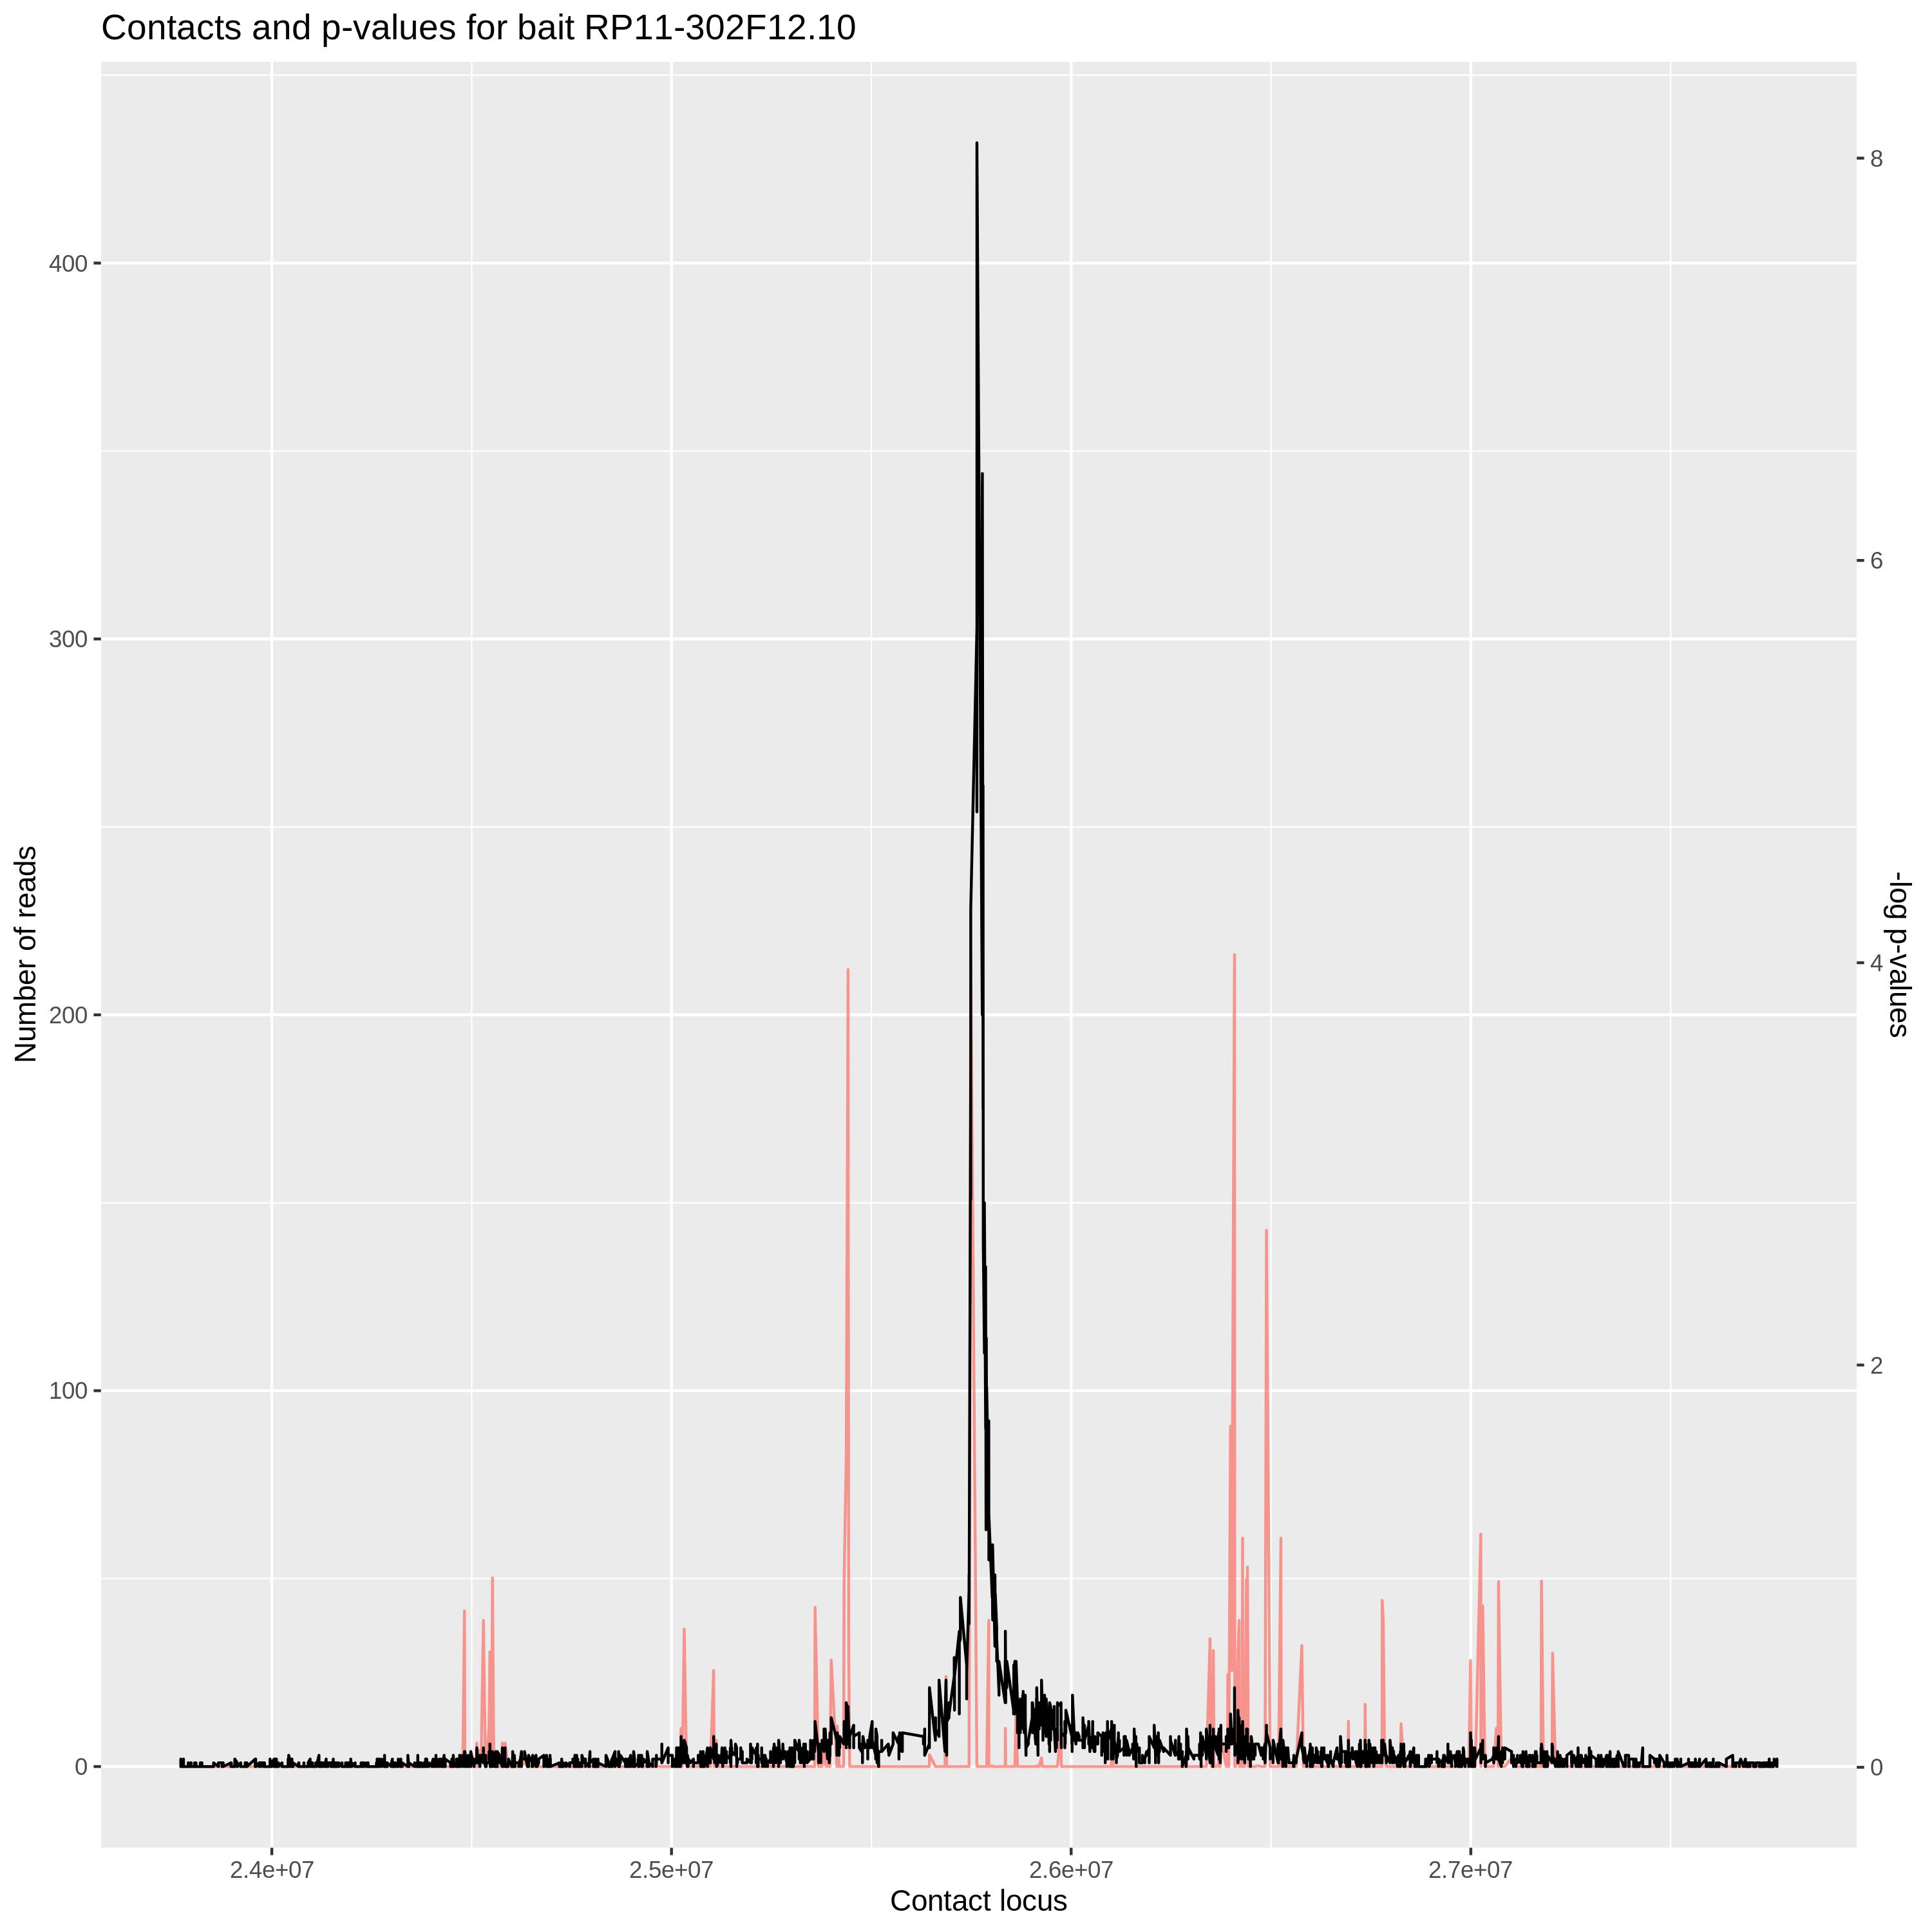 Contacts and p-values for bait RP11-302F12.10
Number of reads
400
300
200
100
0
8
6
4
2
0
-log p-values
2.4e+07
2.5e+07
2.6e+07
2.7e+07
Contact locus